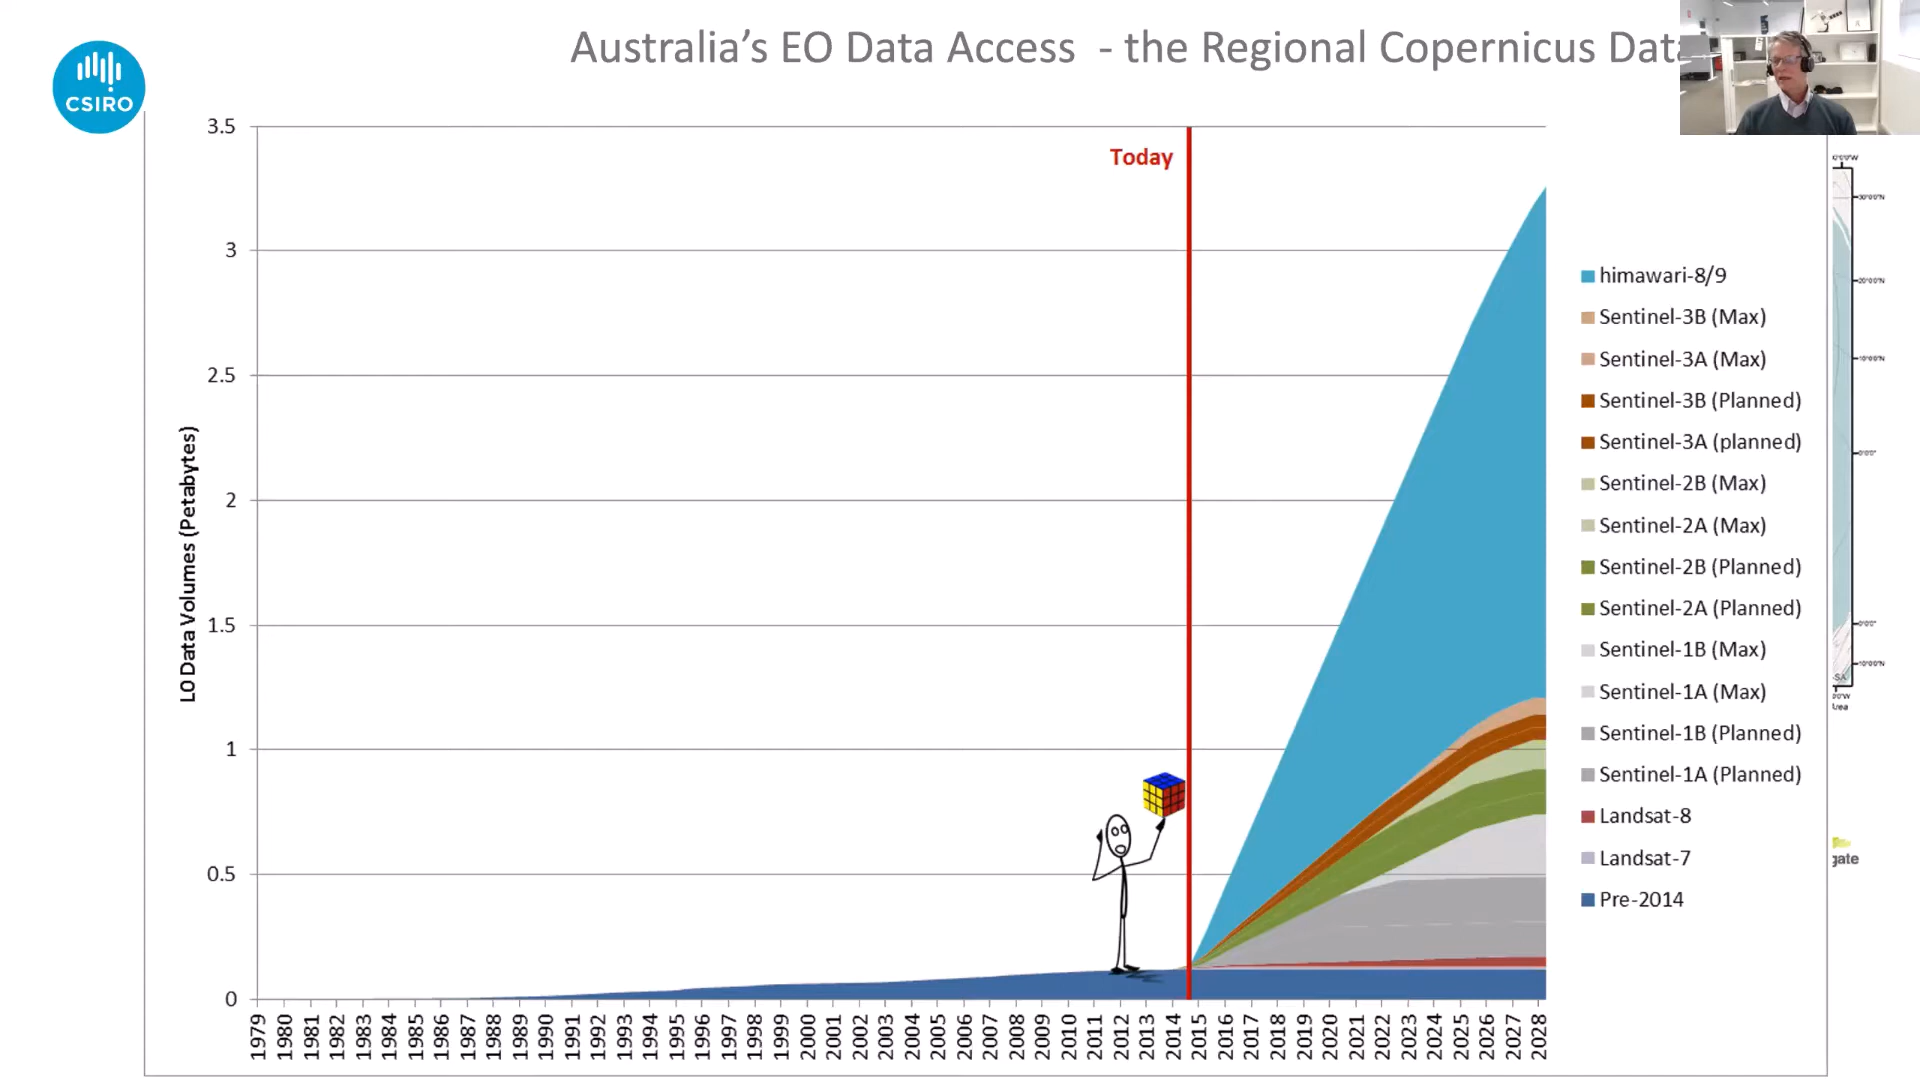 Australia's EO Data Access - the Regional Copernicus Data
CSIRO
3.5
3
2.5
2
1.5
1
0.5
0
L0 Data Volumes (Petabytes)
Today
1979
1980
1981
1982
1983
1984
1985
1986
1987
1988
1989
1990
1991
1992
1993
1994
1995
1996
1997
1998
1999
2000
2001
2002
2003
2004
2005
2006
2007
2008
2009
2010
2011
2012
2013
2014
2015
2016
2017
2018
2019
2020
2021
2022
2023
2024
2025
2026
2027
2028
himawari-8/9
Sentinel-3B (Max)
Sentinel-3A (Max)
Sentinel-3B (Planned)
Sentinel-3A (planned)
Sentinel-2B (Max)
Sentinel-2A (Max)
Sentinel-2B (Planned)
Sentinel-2A (Planned)
Sentinel-1B (Max)
Sentinel-1A (Max)
Sentinel-1B (Planned)
Sentinel-1A (Planned)
Landsat-8
Landsat-7
Pre-2014
gate